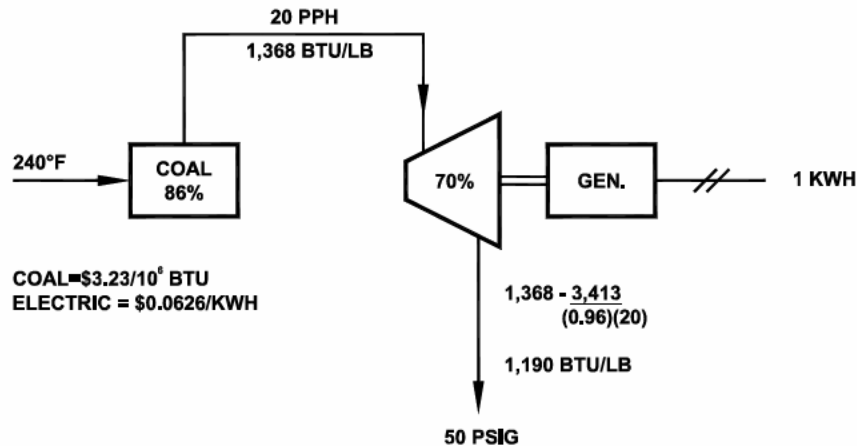 20 PPH
1,368 BTU/LB
240°F
COAL
86%
70%
GEN.
1 KWH
COAL=$3.23/10⁶ BTU
ELECTRIC = $0.0626/KWH
1,368 - 3,413
(0.96)(20)
1,190 BTU/LB
50 PSIG